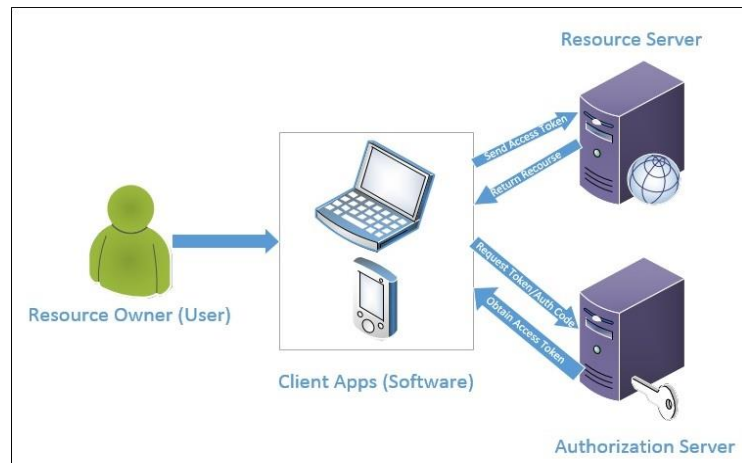 Resource Server
Send Access Token
Return Recourse
Resource Owner (User)
Request Token/Auth Code
Obtain Access Token
Client Apps (Software)
Authorization Server